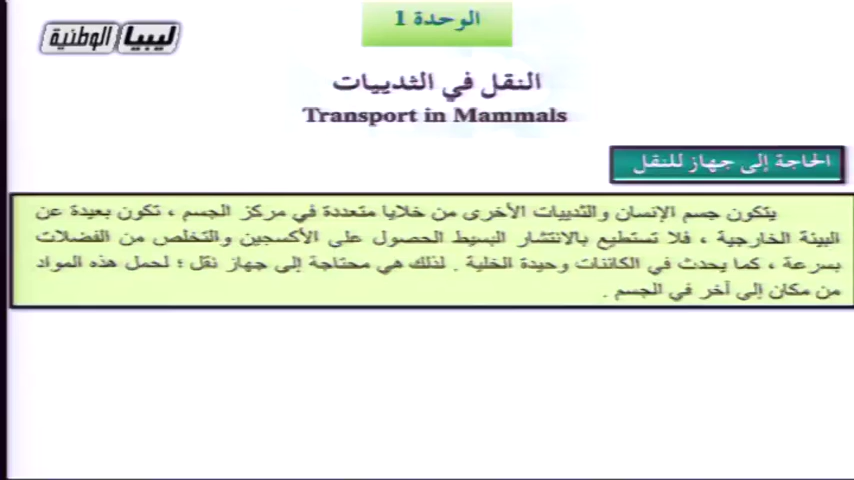 الوحدة 1
ليبيا الوطنية
النقل في الثدييات
Transport in Mammals
الحاجة إلى جهاز للنقل
يتكون جسم الإنسان والثدييات الأخرى من خلايا متعددة في مركز الجسم ، تكون بعيدة عن
البيئة الخارجية ، فلا تستطيع بالانتشار البسيط الحصول على الأكسجين والتخلص من الفضلات
بسرعة ، كما يحدث في الكائنات وحيدة الخلية . لذلك هي محتاجة إلى جهاز نقل ؛ لحمل هذه المواد
من مكان إلى آخر في الجسم .